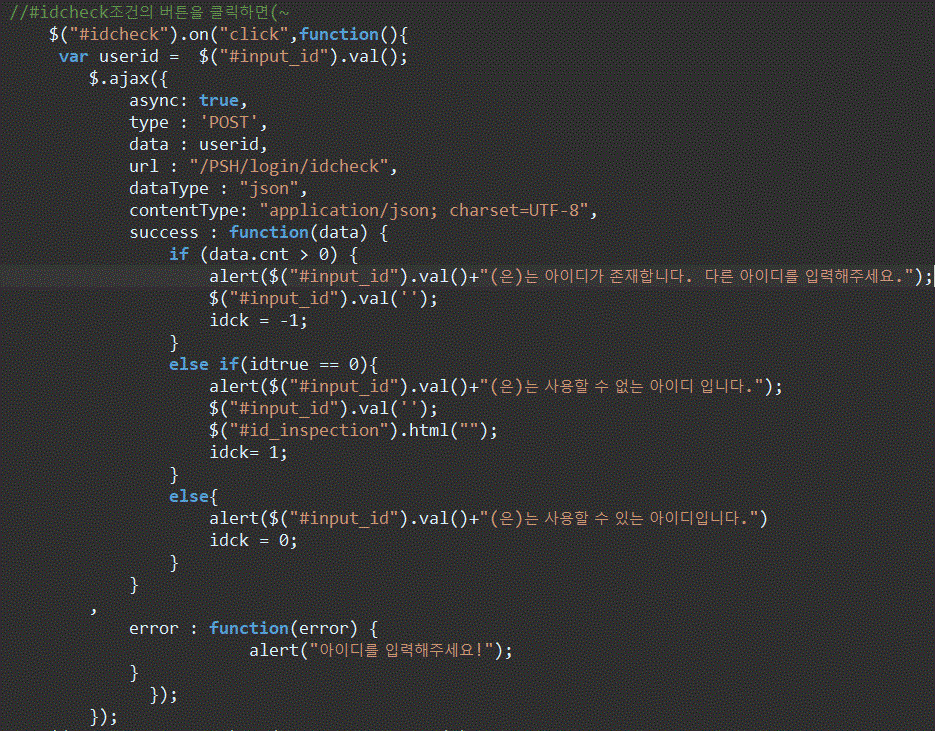 //#idcheck조건의 버튼을 클릭하면(~
$("#idcheck").on("click",function(){
var userid =  $("#input_id").val();
$.ajax({
async: true,
type : 'POST',
data : userid,
url : "/PSH/login/idcheck",
dataType : "json",
contentType: "application/json; charset=UTF-8",
success : function(data) {
if (data.cnt > 0) {
alert($("#input_id").val()+"(은)는 아이디가 존재합니다. 다른 아이디를 입력해주세요.");
$("#input_id").val('');
idck = -1;
}
else if(idtrue == 0){
alert($("#input_id").val()+"(은)는 사용할 수 없는 아이디 입니다.");
$("#input_id").val('');
$("#id_inspection").html("");
idck= 1;
}
else{
alert($("#input_id").val()+"(은)는 사용할 수 있는 아이디입니다.")
idck = 0;
}
}
,
error : function(error) {
alert("아이디를 입력해주세요!");
}
});
});